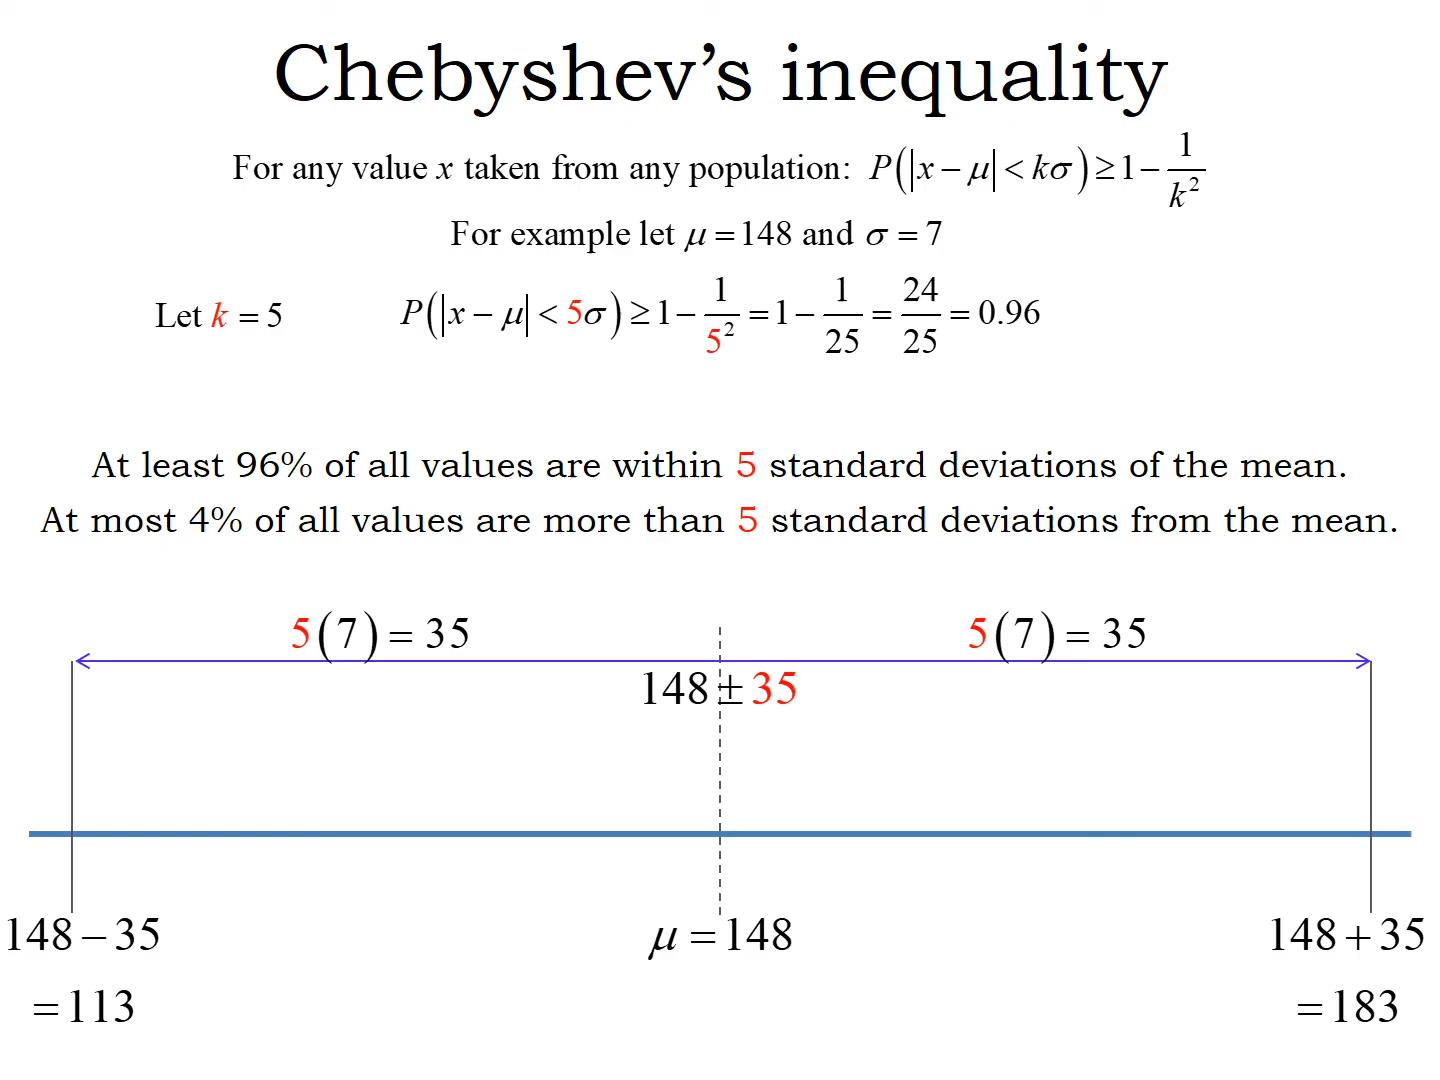 Chebyshev’s inequality
For any value x taken from any population: P(|x − μ| < kσ) ≥ 1 − 1/k²
For example let μ = 148 and σ = 7
Let k = 5 P(|x − μ| < 5σ) ≥ 1 − 1/5² = 1 − 1/25 = 24/25 = 0.96
At least 96% of all values are within 5 standard deviations of the mean.
At most 4% of all values are more than 5 standard deviations from the mean.
5(7) = 35 5(7) = 35
148 ± 35
148 − 35 μ = 148 148 + 35
= 113 = 183